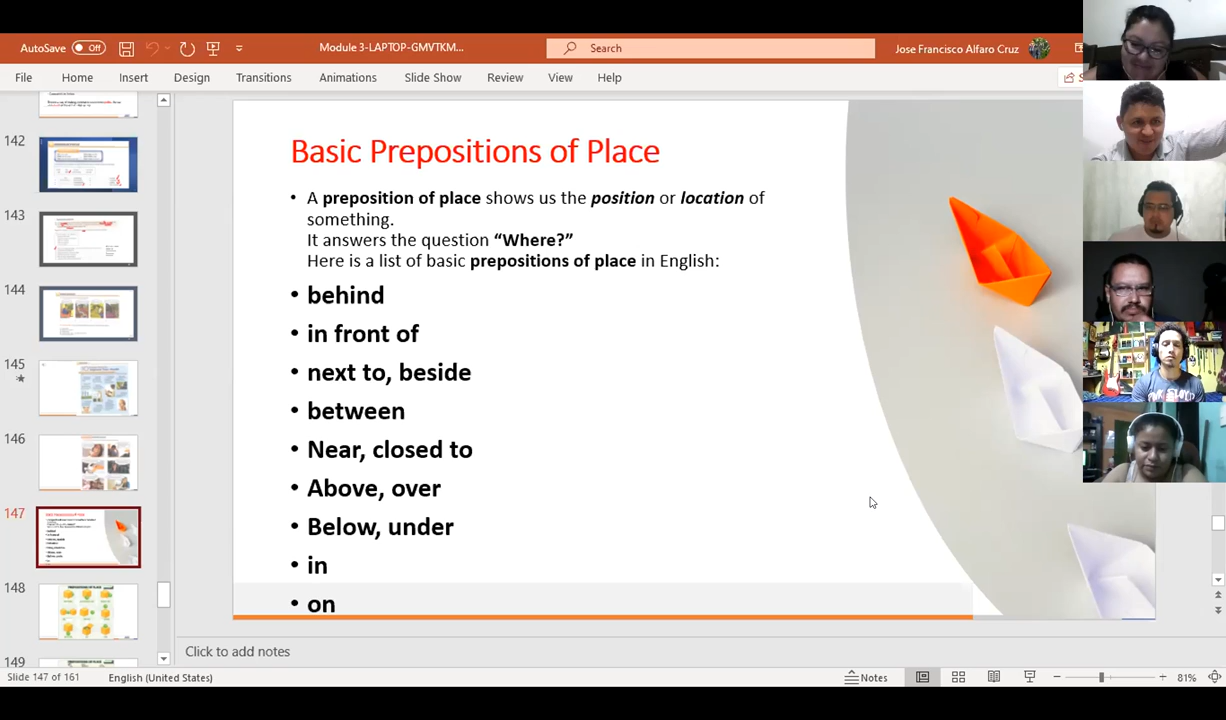 AutoSave Off Module 3-LAPTOP-GMVTKM... Search Jose Francisco Alfaro Cruz
File Home Insert Design Transitions Animations Slide Show Review View Help
142
143
144
145
146
147
148
149
Basic Prepositions of Place
• A preposition of place shows us the position or location of
something.
It answers the question “Where?”
Here is a list of basic prepositions of place in English:
• behind
• in front of
• next to, beside
• between
• Near, closed to
• Above, over
• Below, under
• in
• on
Click to add notes
Slide 147 of 161 English (United States) Notes 81%